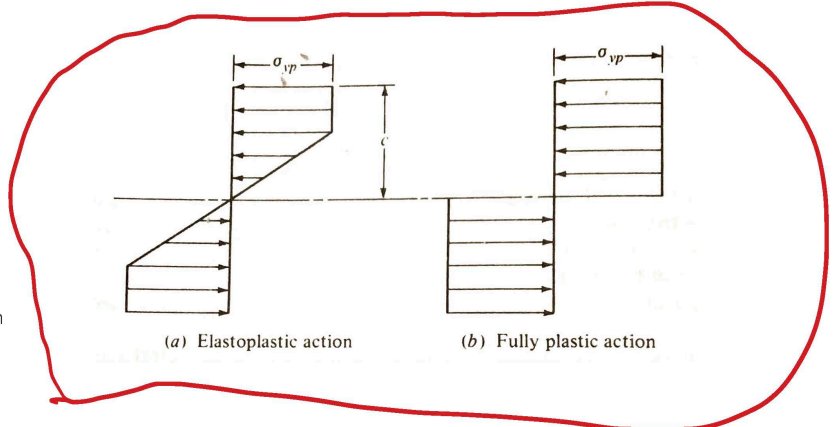 σyp
σyp
c
n
(a) Elastoplastic action
(b) Fully plastic action